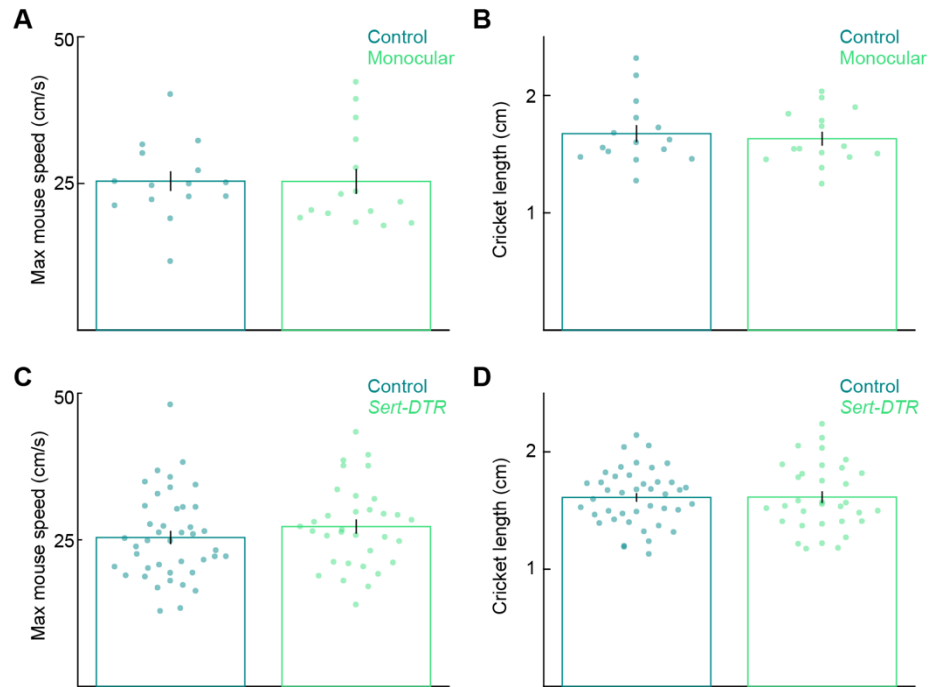 A
Max mouse speed (cm/s)
50
25
Control
Monocular
B
Cricket length (cm)
2
1
Control
Monocular
C
Max mouse speed (cm/s)
50
25
Control
Sert-DTR
D
Cricket length (cm)
2
1
Control
Sert-DTR